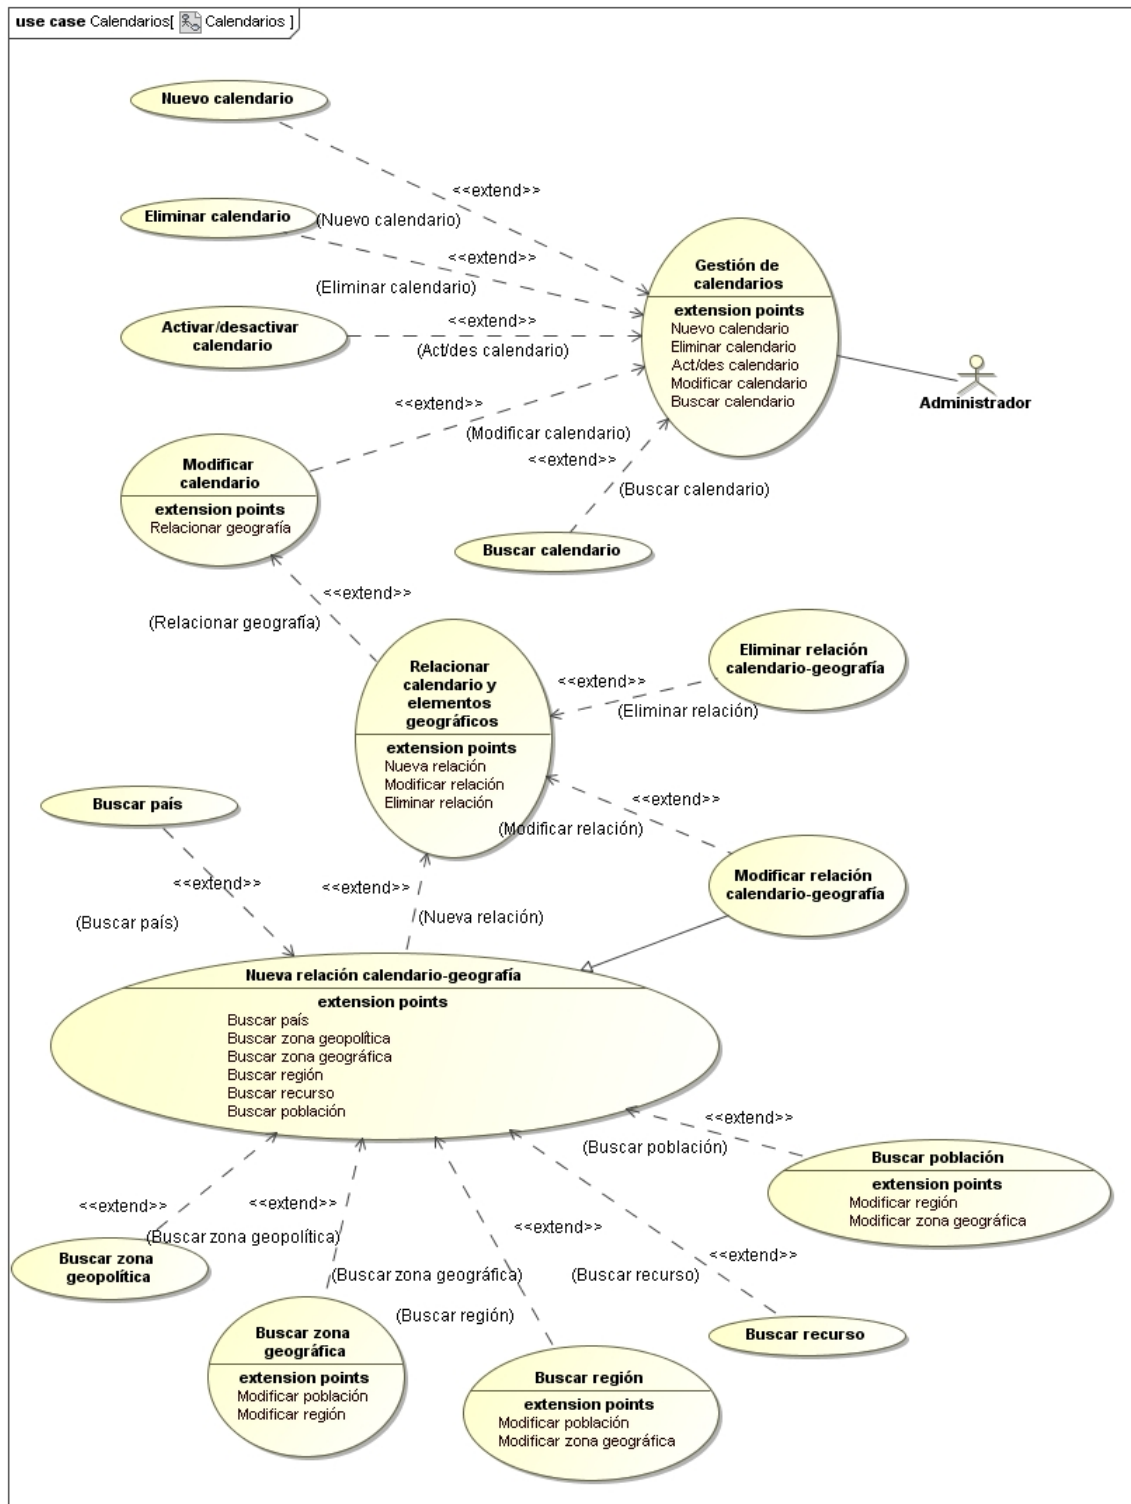 use case Calendarios[ Calendarios ]
Nuevo calendario
<<extend>>
(Nuevo calendario)
Eliminar calendario
<<extend>>
(Eliminar calendario)
Activar/desactivar
calendario
<<extend>>
(Act/des calendario)
Gestión de
calendarios
extension points
Nuevo calendario
Eliminar calendario
Act/des calendario
Modificar calendario
Buscar calendario
Administrador
<<extend>>
(Modificar calendario)
Modificar
calendario
extension points
Relacionar geografía
<<extend>>
(Buscar calendario)
Buscar calendario
<<extend>>
(Relacionar geografía)
Relacionar
calendario y
elementos
geográficos
extension points
Nueva relación
Modificar relación
Eliminar relación
Eliminar relación
calendario-geografía
<<extend>>
(Eliminar relación)
<<extend>>
(Modificar relación)
Modificar relación
calendario-geografía
Buscar país
<<extend>>
(Buscar país)
<<extend>>
(Nueva relación)
Nueva relación calendario-geografía
extension points
Buscar país
Buscar zona geopolítica
Buscar zona geográfica
Buscar región
Buscar recurso
Buscar población
<<extend>>
(Buscar población)
Buscar población
extension points
Modificar región
Modificar zona geográfica
<<extend>>
(Buscar zona geopolítica)
Buscar zona
geopolítica
<<extend>>
(Buscar zona geográfica)
Buscar zona
geográfica
extension points
Modificar población
Modificar región
<<extend>>
(Buscar región)
Buscar región
extension points
Modificar población
Modificar zona geográfica
<<extend>>
(Buscar recurso)
Buscar recurso